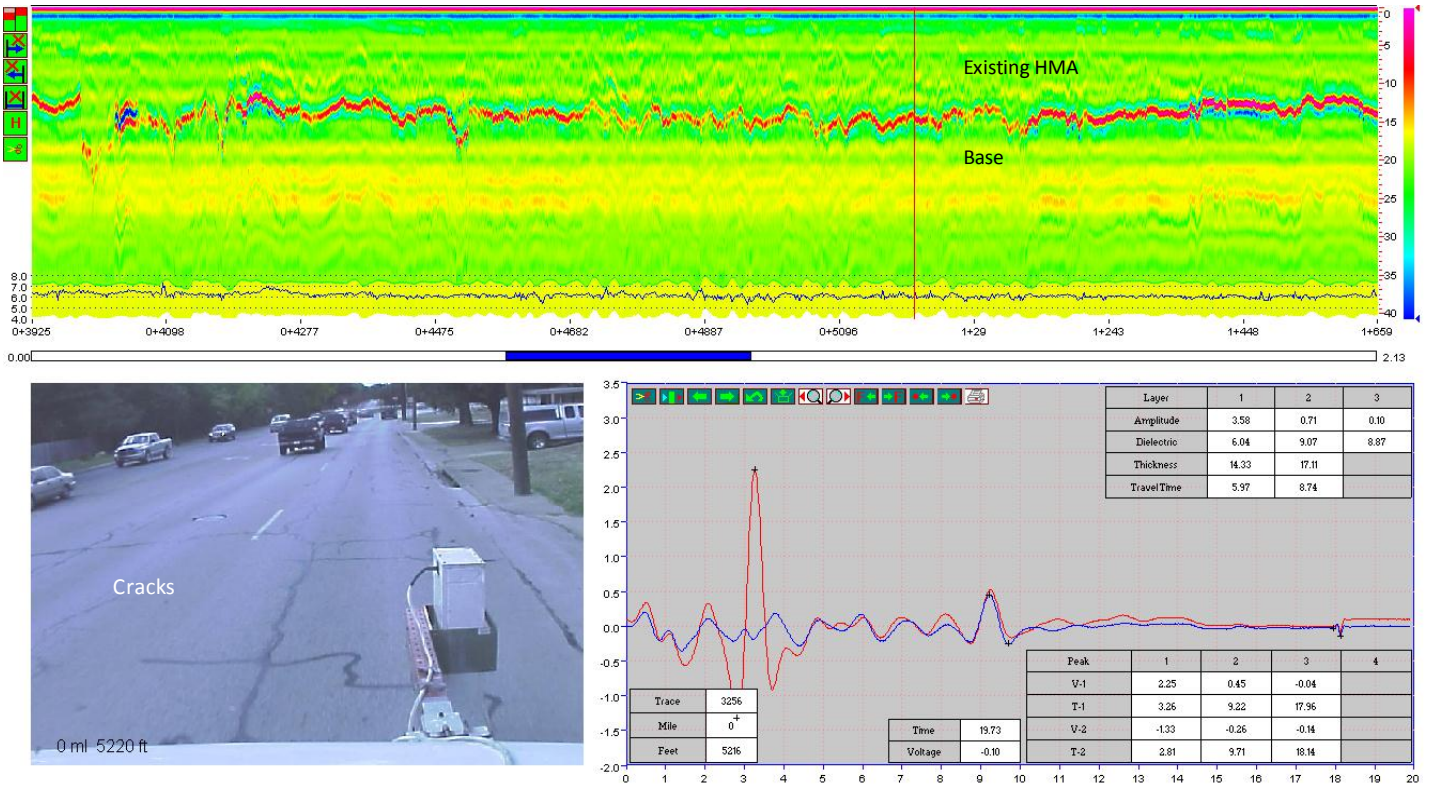 0
-5
-10
-15
-20
-25
-30
-35
-40
Existing HMA
Base
H
8.0
7.0
6.0
5.0
4.0
0+3925 0+4098 0+4277 0+4475 0+4682 0+4897 0+5096 1+29 1+243 1+448 1+659
0.00 2.13
Cracks
0 ml 5220 ft
3.5
3.0
2.5
2.0
1.5
1.0
0.5
0.0
-0.5
-1.0
-1.5
-2.0
Layer 1 2 3
Amplitude 3.58 0.71 0.10
Dielectric 6.04 9.07 8.87
Thickness 14.33 17.11
Travel Time 5.97 8.74
Trace 3256
Mile 0
Feet 5216
Time 19.73
Voltage -0.10
Peak 1 2 3 4
V-1 2.25 0.45 -0.04
T-1 3.26 9.22 17.96
V-2 -1.33 -0.26 -0.14
T-2 2.81 9.71 18.14
0 1 2 3 4 5 6 7 8 9 10 11 12 13 14 15 16 17 18 19 20